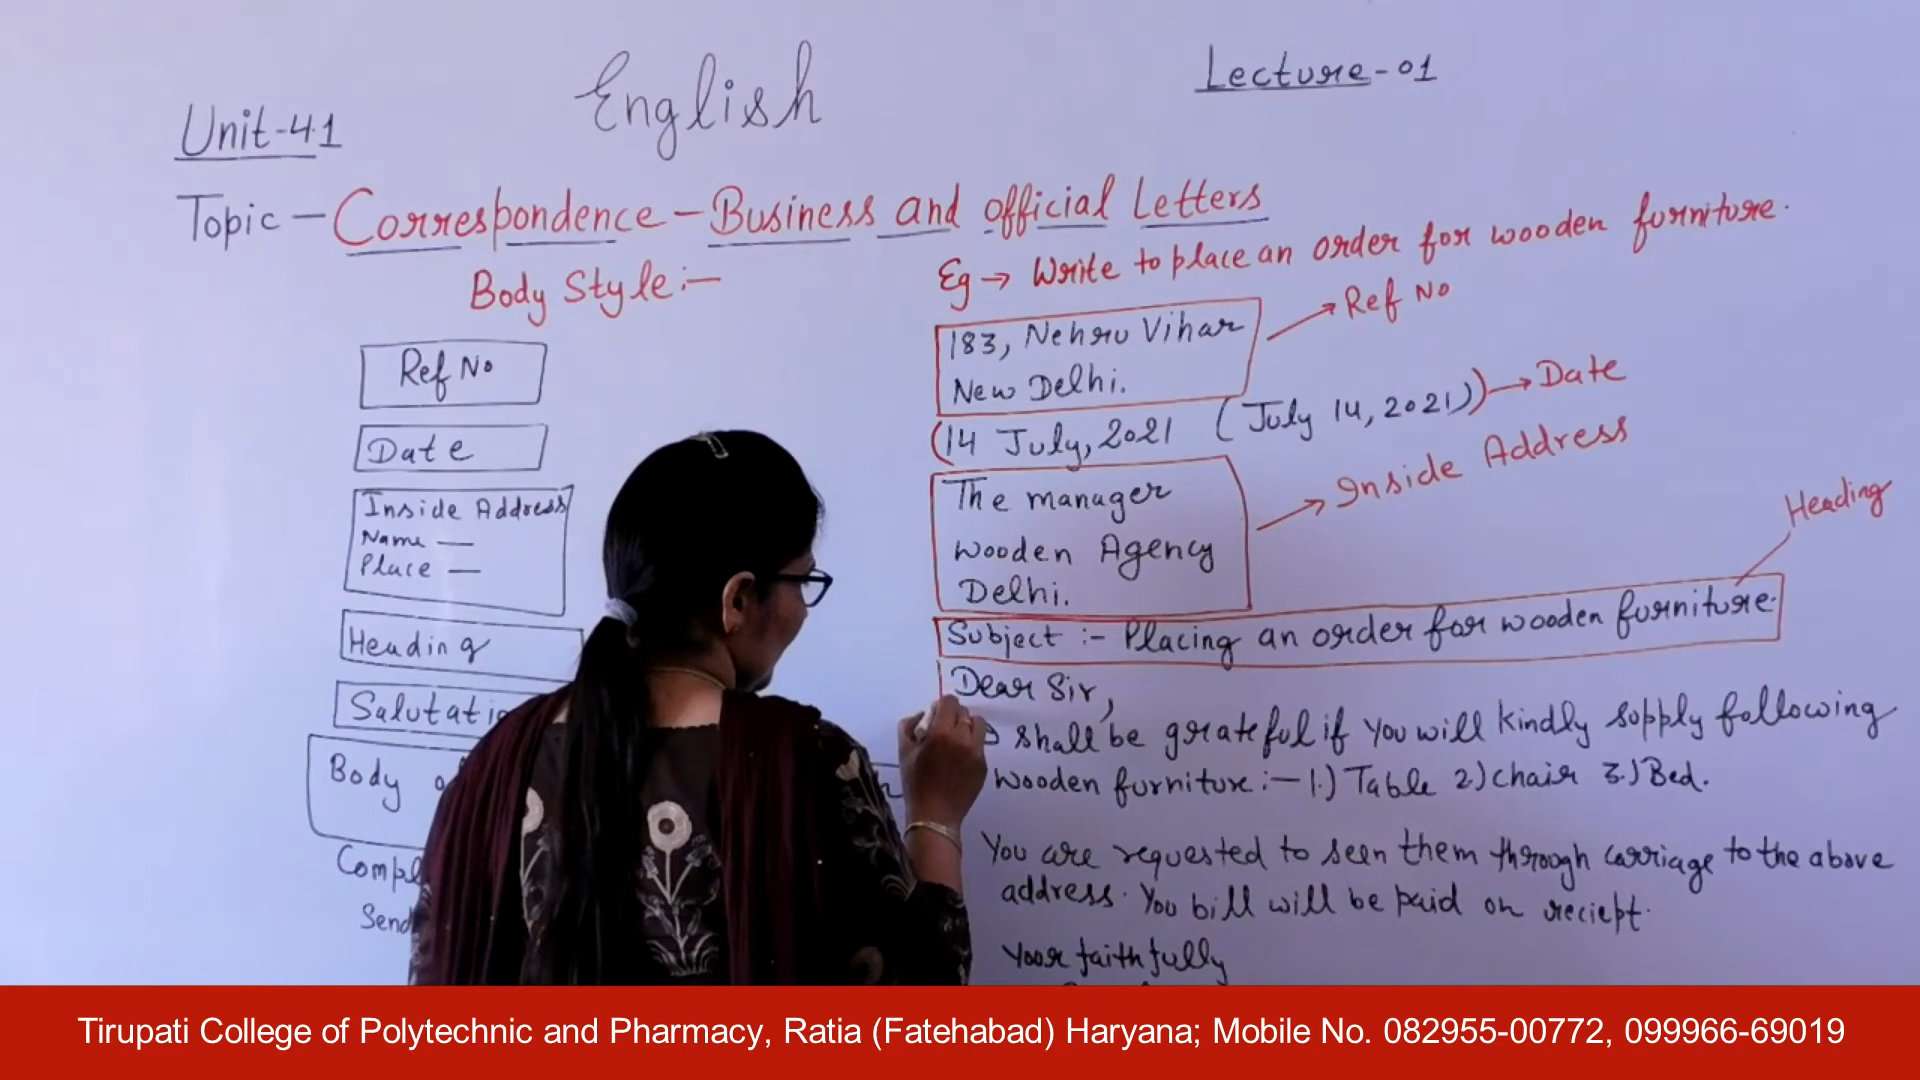 English
Lecture-01
Unit-4.1
Topic - Correspondence - Business and official Letters
Body Style :-
Ref No
Date
Inside Address
Name —
Place —
Heading
Body
Eg → Write to place an order for wooden furniture.
183, Nehru Vihar
New Delhi.
→ Ref No
(14 July, 2021 (July 14, 2021)) → Date
The manager
wooden Agency
Delhi.
→ Inside Address
Heading
Subject :- Placing an order for wooden furniture.
Dear Sir,
shall be grateful if you will kindly supply following
wooden furniture :- 1.) Table 2.) chair 3.) Bed.
You are requested to seen them through carriage to the above
address. You bill will be paid on reciept.
Your faithfully
Tirupati College of Polytechnic and Pharmacy, Ratia (Fatehabad) Haryana; Mobile No. 082955-00772, 099966-69019